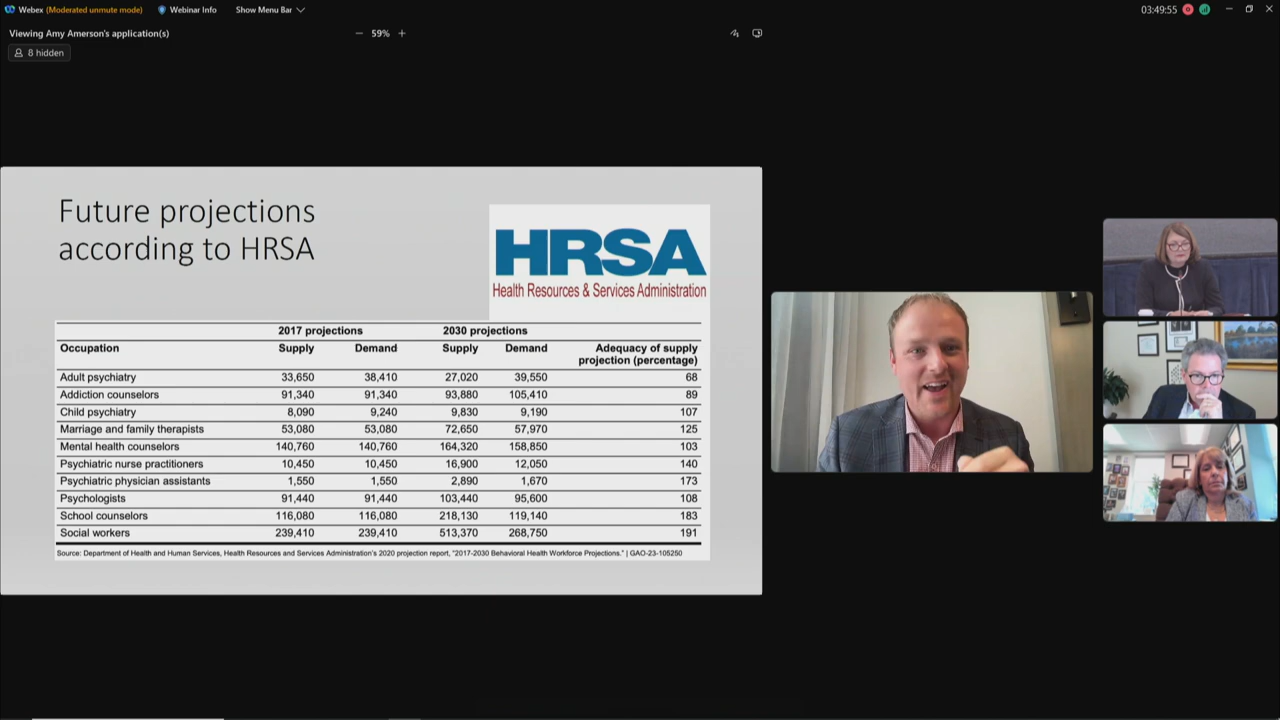 Webex (Moderated unmute mode) Webinar Info Show Menu Bar 03:49:55
Viewing Amy Amerson's application(s) 59%
8 hidden
Future projections
according to HRSA
HRSA
Health Resources & Services Administration
2017 projections 2030 projections
Occupation Supply Demand Supply Demand Adequacy of supply
projection (percentage)
Adult psychiatry 33,650 38,410 27,020 39,550 68
Addiction counselors 91,340 91,340 93,880 105,410 89
Child psychiatry 8,090 9,240 9,830 9,190 107
Marriage and family therapists 53,080 53,080 72,650 57,970 125
Mental health counselors 140,760 140,760 164,320 158,850 103
Psychiatric nurse practitioners 10,450 10,450 16,900 12,050 140
Psychiatric physician assistants 1,550 1,550 2,890 1,670 173
Psychologists 91,440 91,440 103,440 95,600 108
School counselors 116,080 116,080 218,130 119,140 183
Social workers 239,410 239,410 513,370 268,750 191
Source: Department of Health and Human Services, Health Resources and Services Administration's 2020 projection report, "2017-2030 Behavioral Health Workforce Projections." | GAO-23-105250